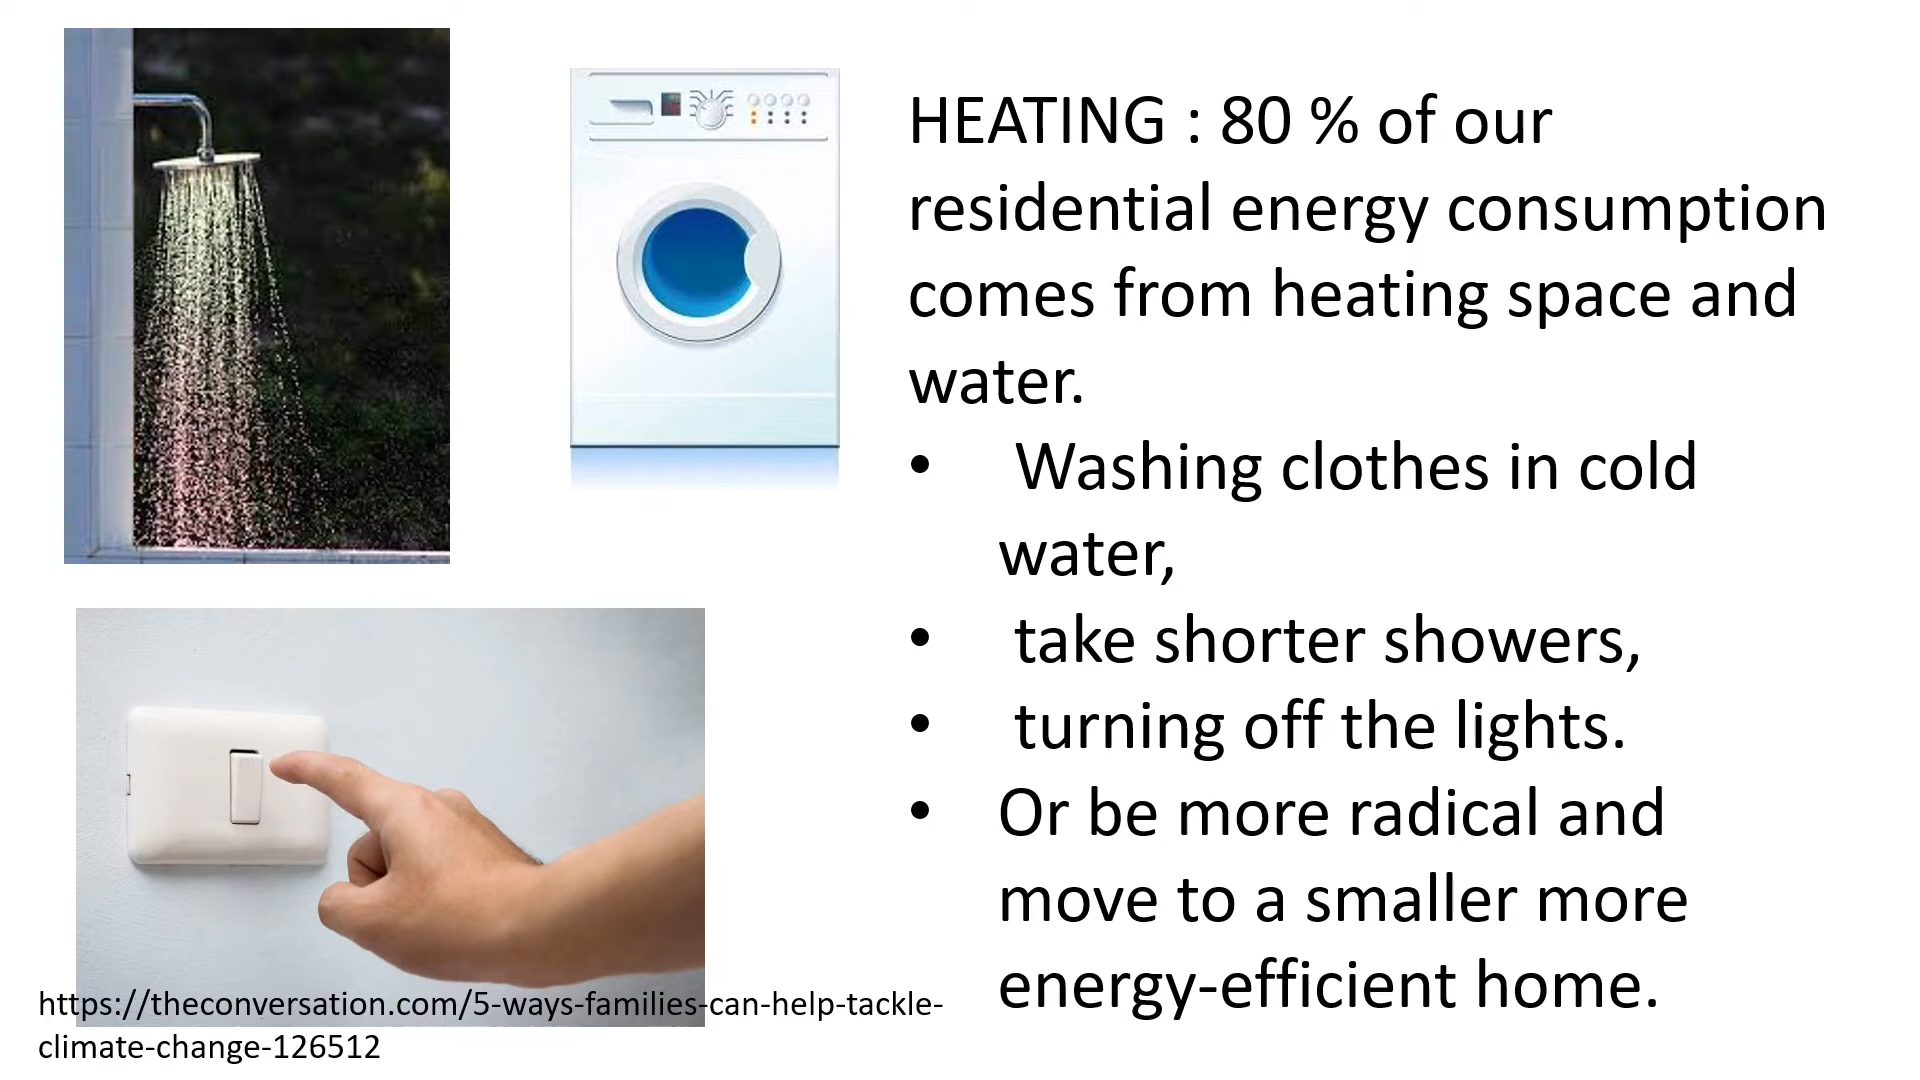 HEATING : 80 % of our
residential energy consumption
comes from heating space and
water.
• Washing clothes in cold
water,
• take shorter showers,
• turning off the lights.
• Or be more radical and
move to a smaller more
energy-efficient home.
https://theconversation.com/5-ways-families-can-help-tackle-
climate-change-126512